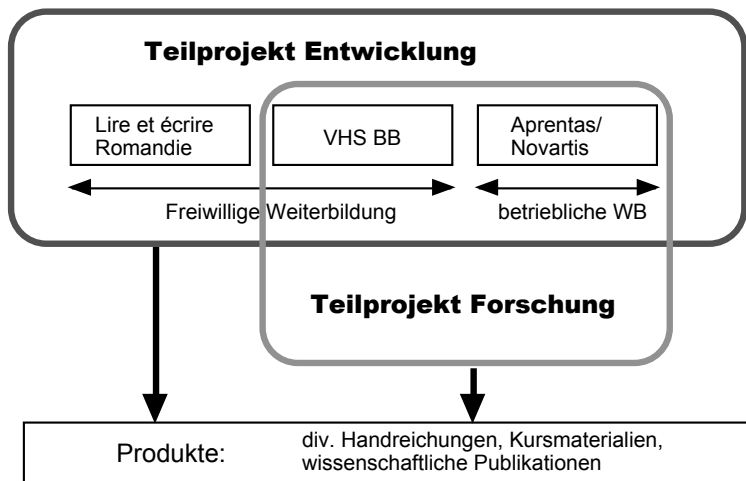 Teilprojekt Entwicklung
Lire et écrire
Romandie
VHS BB
Aprentas/
Novartis
Freiwillige Weiterbildung
betriebliche WB
Teilprojekt Forschung
Produkte:
div. Handreichungen, Kursmaterialien,
wissenschaftliche Publikationen